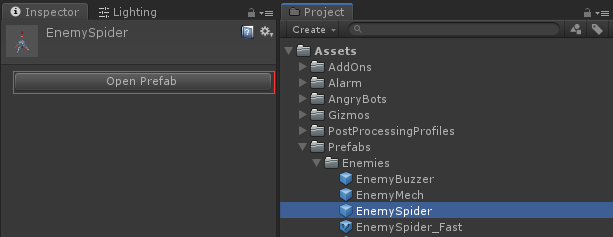 Inspector
Lighting
EnemySpider
Open Prefab
Project
Create
Assets
AddOns
Alarm
AngryBots
Gizmos
PostProcessingProfiles
Prefabs
Enemies
EnemyBuzzer
EnemyMech
EnemySpider
EnemySpider_Fast